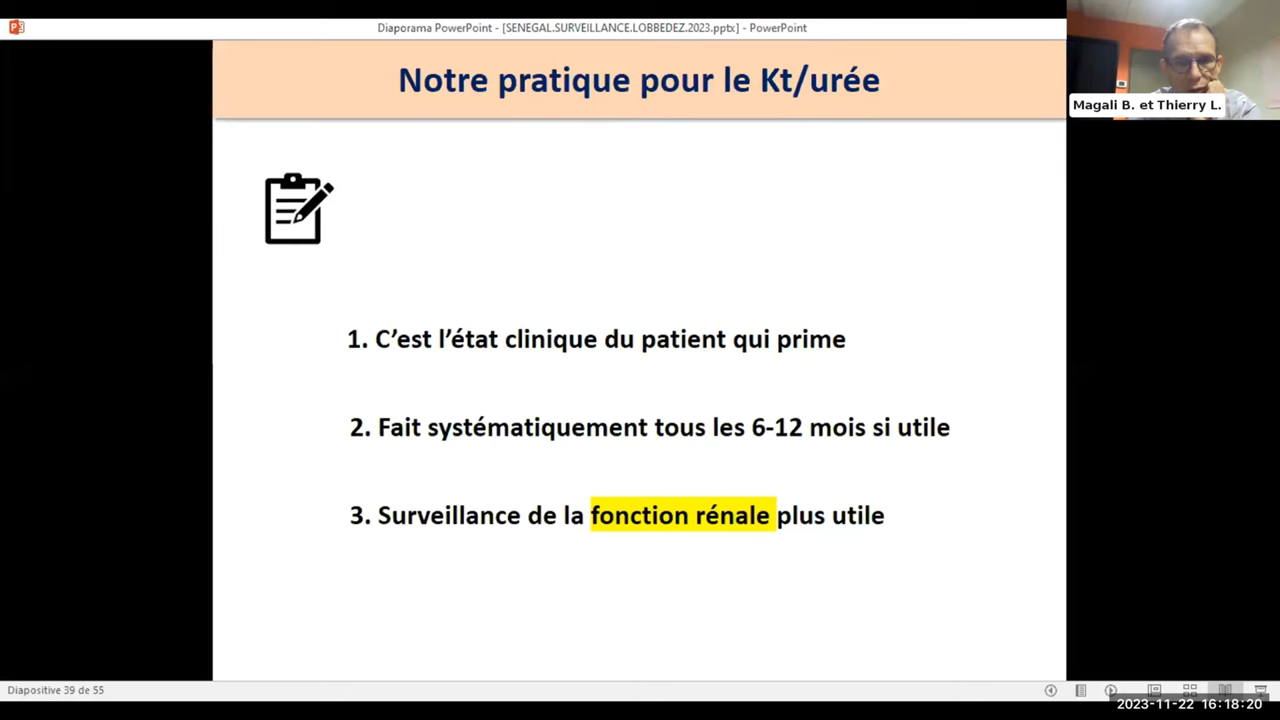 Diaporama PowerPoint - [SENEGAL.SURVEILLANCE.LOBBEDEZ.2023.pptx] - PowerPoint
Notre pratique pour le Kt/urée
Magali B. et Thierry L.
1. C’est l’état clinique du patient qui prime
2. Fait systématiquement tous les 6-12 mois si utile
3. Surveillance de la fonction rénale plus utile
Diapositive 39 de 55
2023-11-22 16:18:20